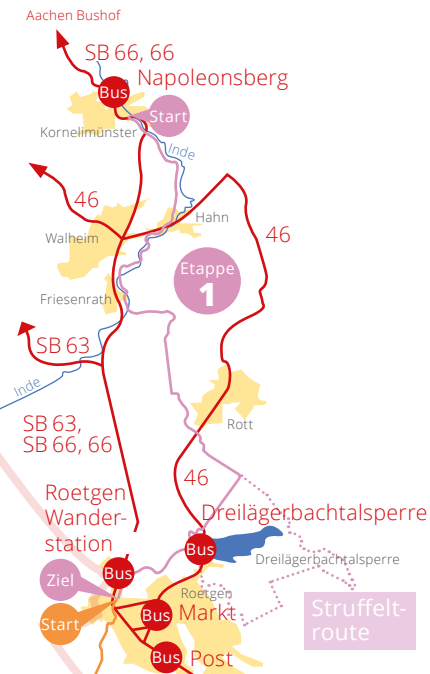 Aachen Bushof
SB 66, 66
Bus
Napoleonsberg
Start
Kornelimünster
Inde
46
Hahn
46
Walheim
Etappe
1
Friesenrath
SB 63
Inde
SB 63,
SB 66, 66
Rott
46
Roetgen
Wander-
station
Dreilägerbachtalsperre
Bus
Dreilägerbachtalsperre
Bus
Ziel
Roetgen
Struffelt-
route
Start
Bus
Markt
Bus
Post